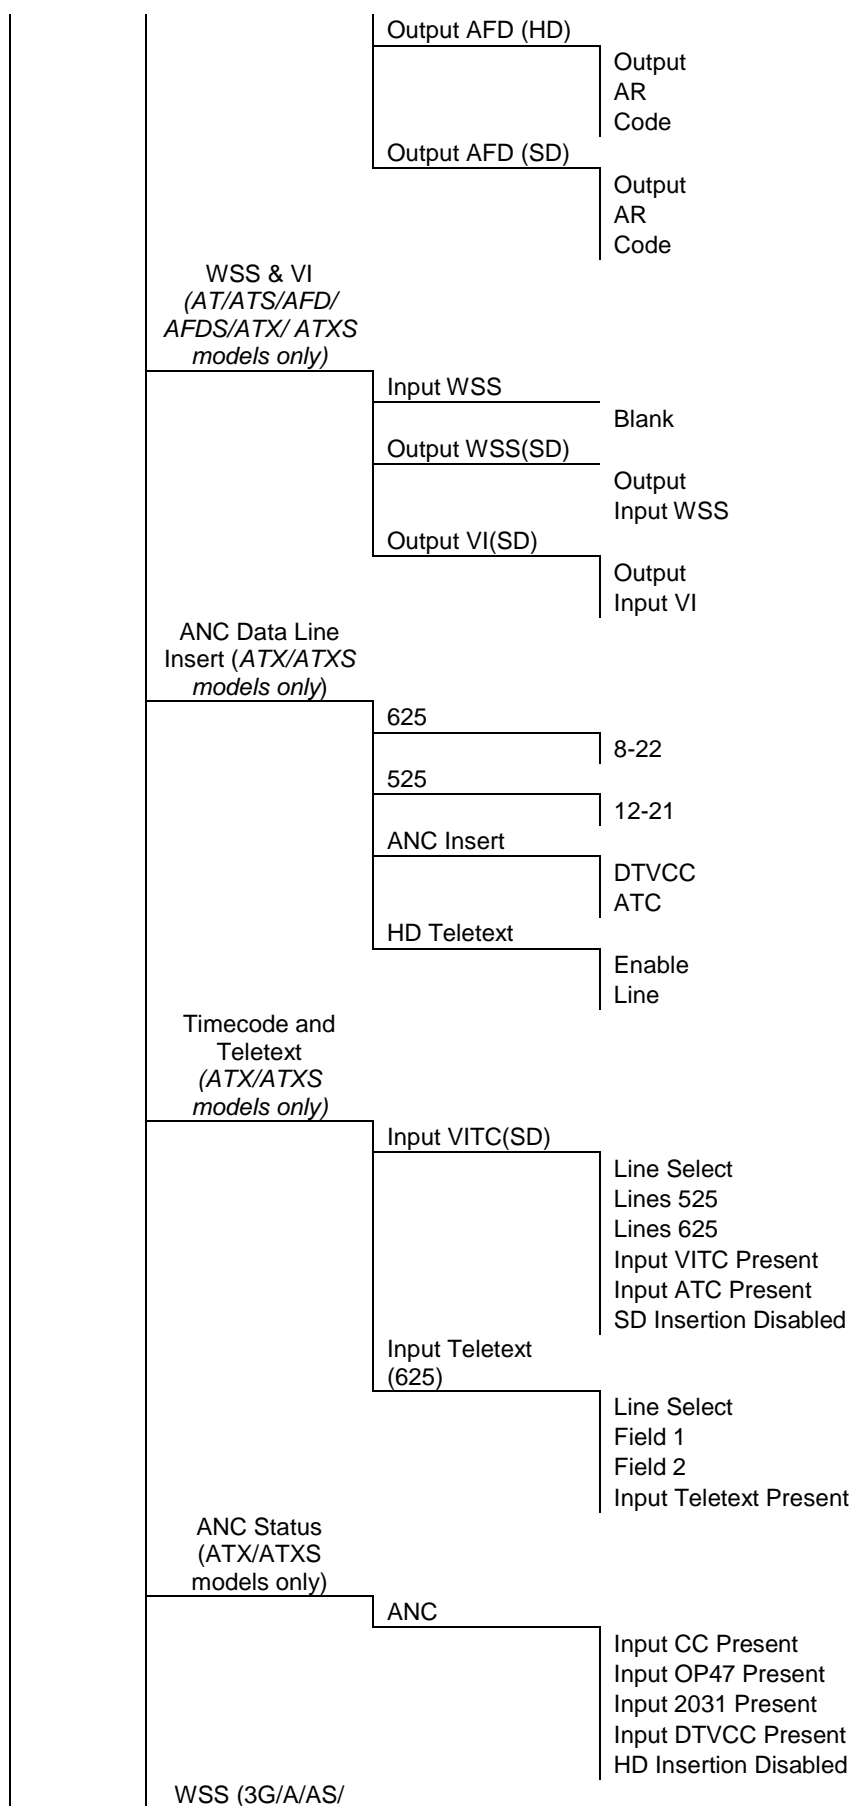 Output AFD (HD)
Output
AR
Code
Output AFD (SD)
Output
AR
Code
WSS & VI
(AT/ATS/AFD/
AFDS/ATX/ ATXS
models only)
Input WSS
Blank
Output WSS(SD)
Output
Input WSS
Output VI(SD)
Output
Input VI
ANC Data Line
Insert (ATX/ATXS
models only)
625
8-22
525
12-21
ANC Insert
DTVCC
ATC
HD Teletext
Enable
Line
Timecode and
Teletext
(ATX/ATXS
models only)
Input VITC(SD)
Line Select
Lines 525
Lines 625
Input VITC Present
Input ATC Present
SD Insertion Disabled
Input Teletext
(625)
Line Select
Field 1
Field 2
Input Teletext Present
ANC Status
(ATX/ATXS
models only)
ANC
Input CC Present
Input OP47 Present
Input 2031 Present
Input DTVCC Present
HD Insertion Disabled
WSS (3G/A/AS/